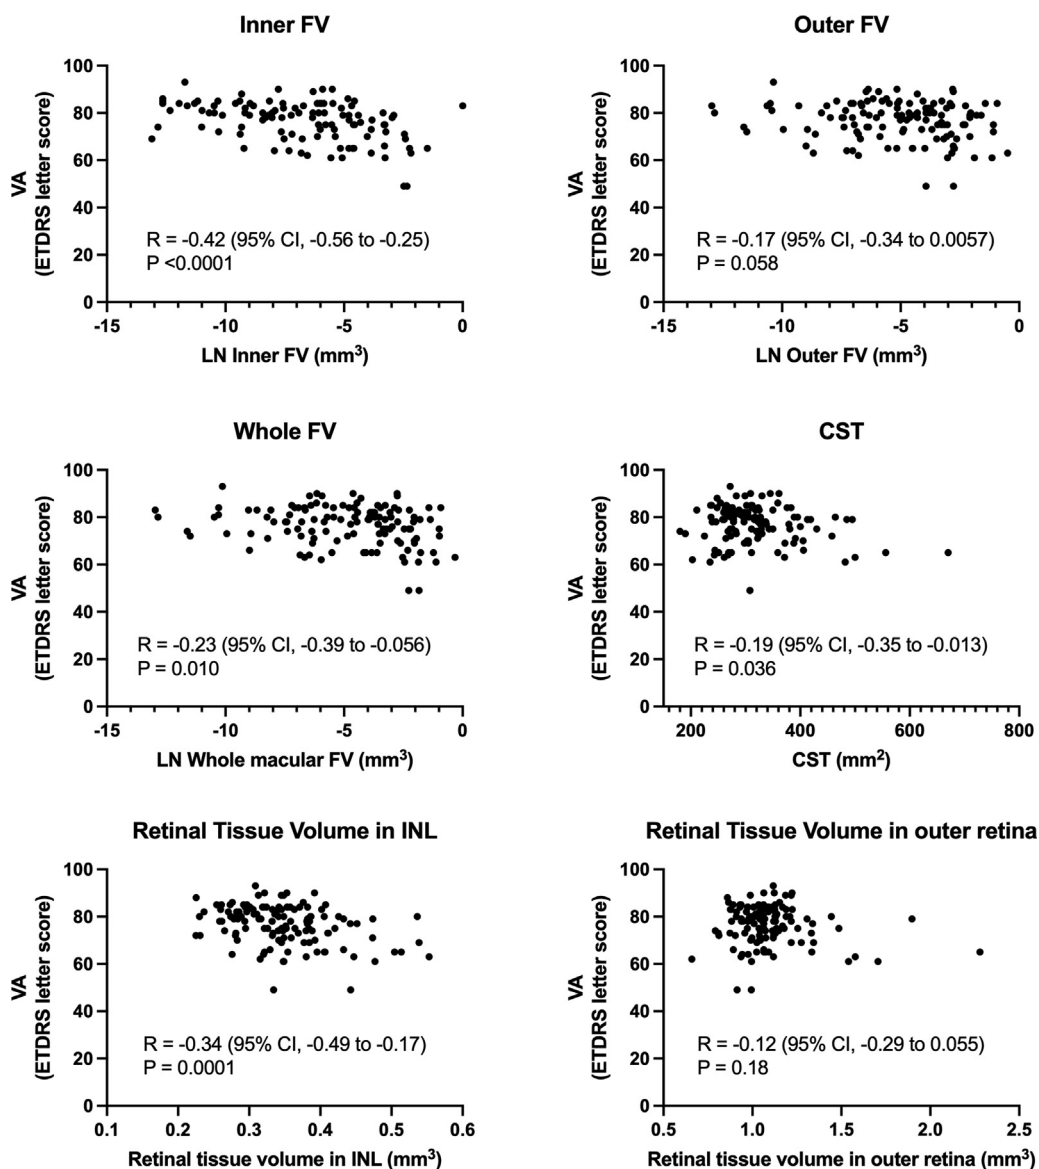 Inner FV
100
80
60
40
20
0
VA
(ETDRS letter score)
R = -0.42 (95% CI, -0.56 to -0.25)
P <0.0001
-15 -10 -5 0
LN Inner FV (mm³)
Outer FV
100
80
60
40
20
0
VA
(ETDRS letter score)
R = -0.17 (95% CI, -0.34 to 0.0057)
P = 0.058
-15 -10 -5 0
LN Outer FV (mm³)
Whole FV
100
80
60
40
20
0
VA
(ETDRS letter score)
R = -0.23 (95% CI, -0.39 to -0.056)
P = 0.010
-15 -10 -5 0
LN Whole macular FV (mm³)
CST
100
80
60
40
20
0
VA
(ETDRS letter score)
R = -0.19 (95% CI, -0.35 to -0.013)
P = 0.036
200 400 600 800
CST (mm²)
Retinal Tissue Volume in INL
100
80
60
40
20
0
VA
(ETDRS letter score)
R = -0.34 (95% CI, -0.49 to -0.17)
P = 0.0001
0.1 0.2 0.3 0.4 0.5 0.6
Retinal tissue volume in INL (mm³)
Retinal Tissue Volume in outer retina
100
80
60
40
20
0
VA
(ETDRS letter score)
R = -0.12 (95% CI, -0.29 to 0.055)
P = 0.18
0.5 1.0 1.5 2.0 2.5
Retinal tissue volume in outer retina (mm³)